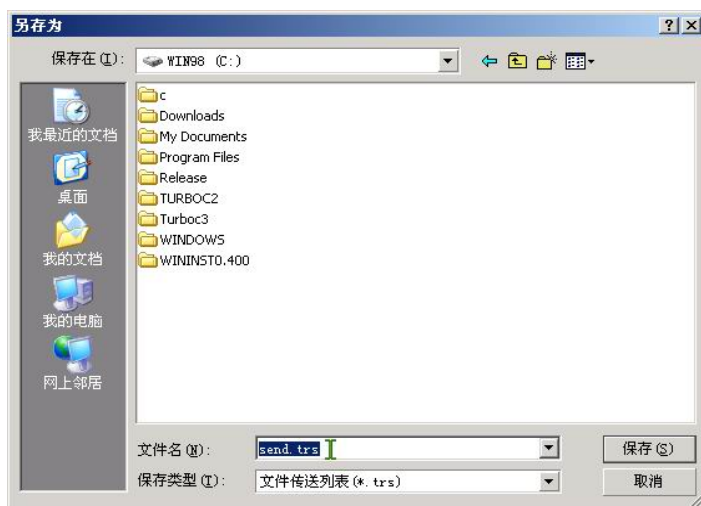 另存为
保存在(I):
WIN98 (C:)
我最近的文档
桌面
我的文档
我的电脑
网上邻居
c
Downloads
My Documents
Program Files
Release
TURBOC2
Turboc3
WINDOWS
WININST0.400
文件名(N):
send.trs
保存(S)
保存类型(T):
文件传送列表(*.trs)
取消